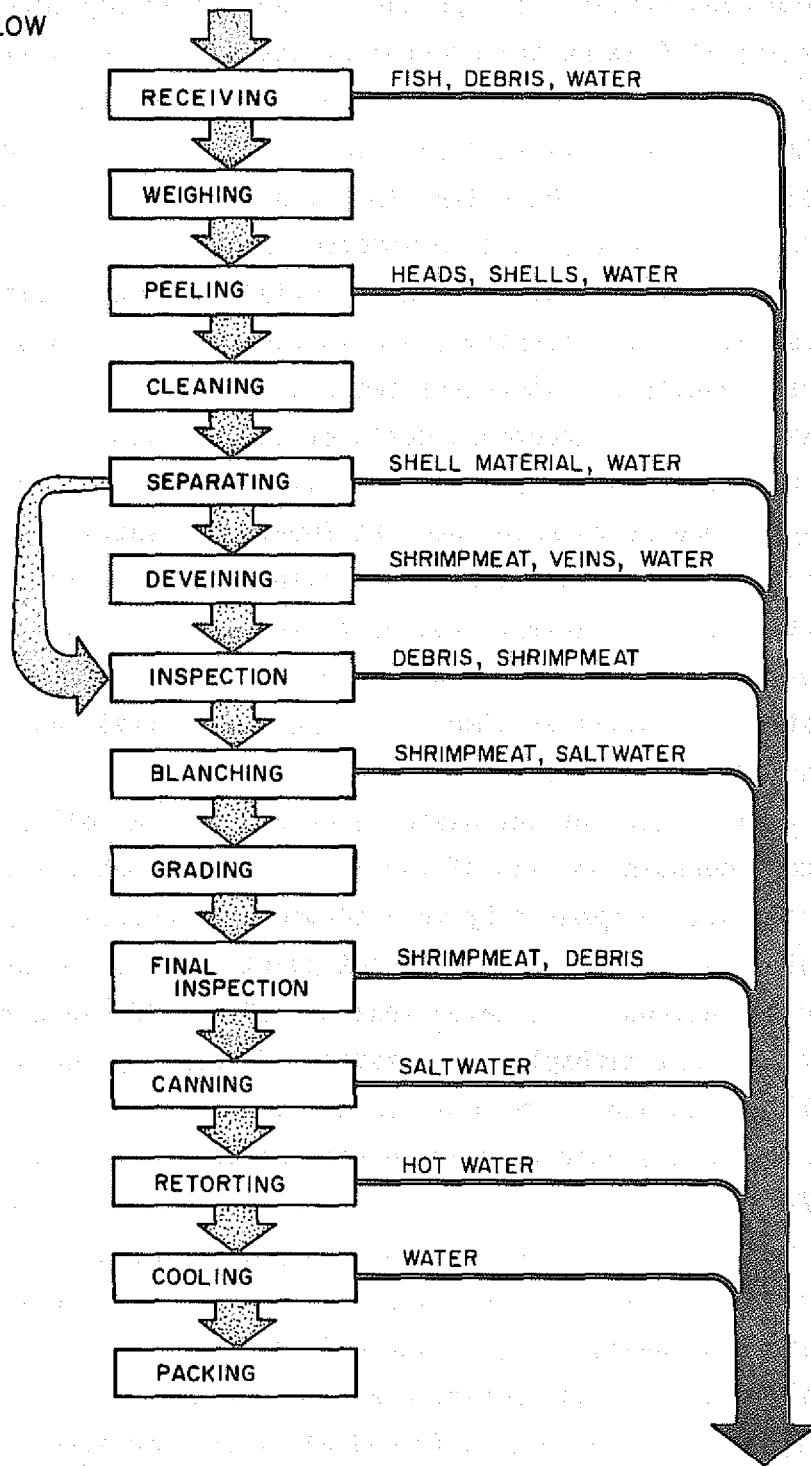 RECEIVING
FISH, DEBRIS, WATER
WEIGHING
PEELING
HEADS, SHELLS, WATER
CLEANING
SEPARATING
SHELL MATERIAL, WATER
DEVEINING
SHRIMPMEAT, VEINS, WATER
INSPECTION
DEBRIS, SHRIMPMEAT
BLANCHING
SHRIMPMEAT, SALTWATER
GRADING
FINAL
INSPECTION
SHRIMPMEAT, DEBRIS
CANNING
SALTWATER
RETORTING
HOT WATER
COOLING
WATER
PACKING